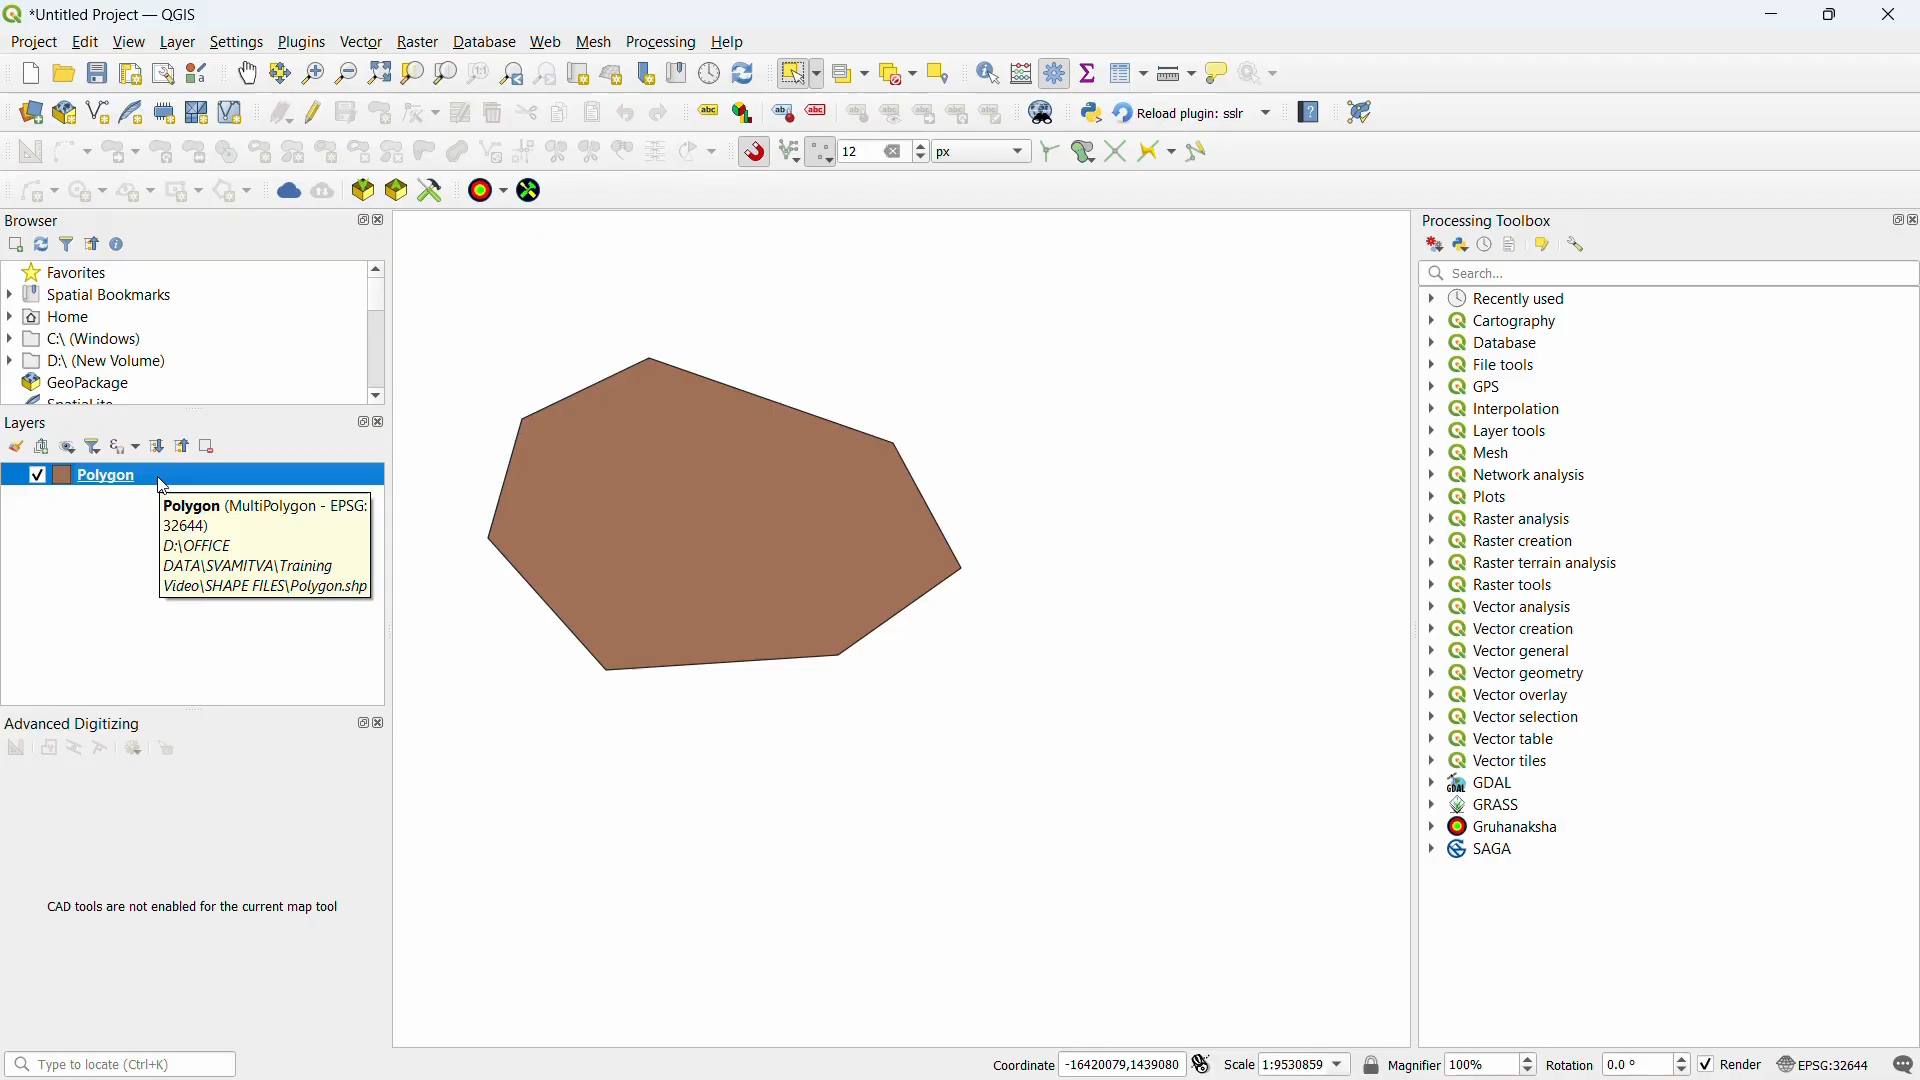 *Untitled Project — QGIS
Project Edit View Layer Settings Plugins Vector Raster Database Web Mesh Processing Help
abc
Reload plugin: sslr
12 px
Browser
Favorites
Spatial Bookmarks
Home
C:\ (Windows)
D:\ (New Volume)
GeoPackage
SpatiaLite
Layers
Polygon
Polygon (MultiPolygon - EPSG:
32644)
D:\OFFICE
DATA\SVAMITVA\Training
Video\SHAPE FILES\Polygon.shp
Advanced Digitizing
CAD tools are not enabled for the current map tool
Processing Toolbox
Search...
Recently used
Cartography
Database
File tools
GPS
Interpolation
Layer tools
Mesh
Network analysis
Plots
Raster analysis
Raster creation
Raster terrain analysis
Raster tools
Vector analysis
Vector creation
Vector general
Vector geometry
Vector overlay
Vector selection
Vector table
Vector tiles
GDAL
GRASS
Gruhanaksha
SAGA
Type to locate (Ctrl+K)
Coordinate -16420079,1439080 Scale 1:9530859 Magnifier 100% Rotation 0.0 ° Render EPSG:32644